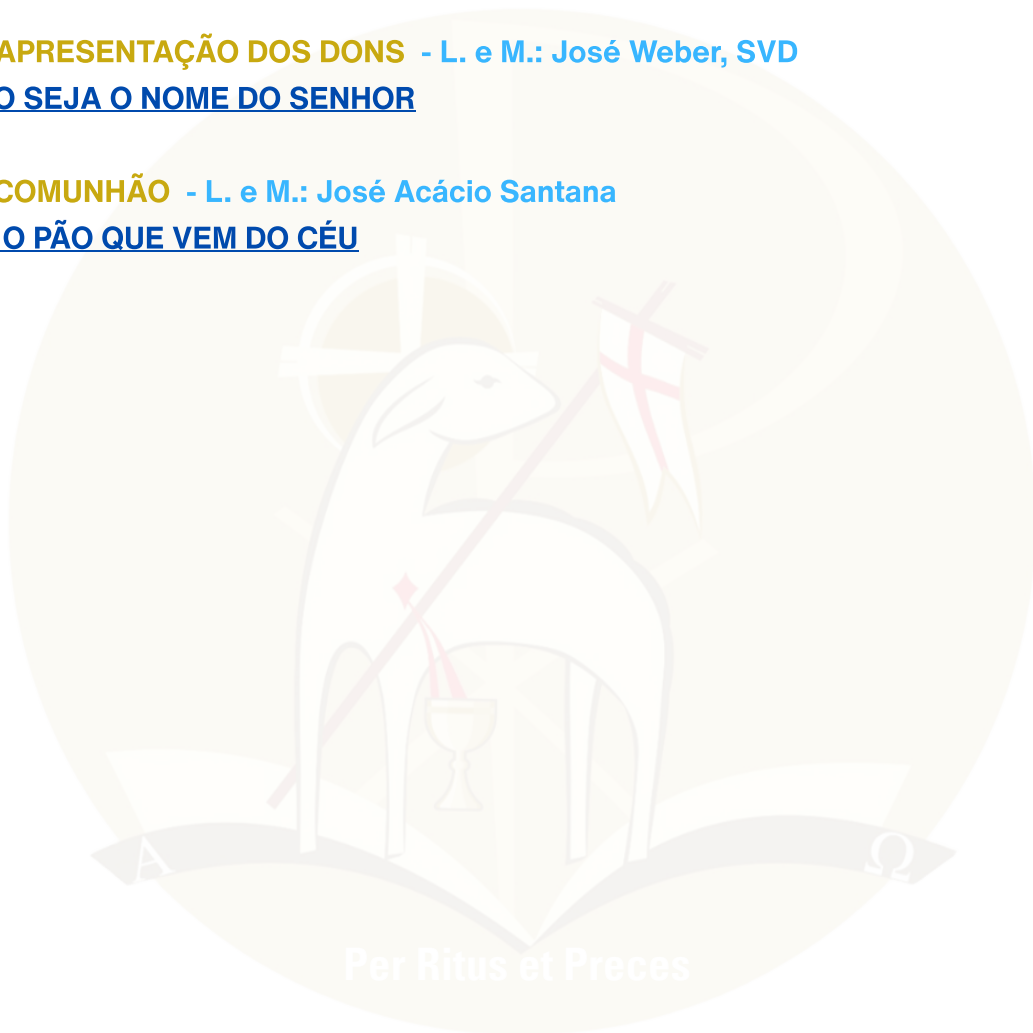 APRESENTAÇÃO DOS DONS - L. e M.: José Weber, SVD
O SEJA O NOME DO SENHOR
COMUNHÃO - L. e M.: José Acácio Santana
O PÃO QUE VEM DO CÉU
Α Ω
Per Ritus et Preces